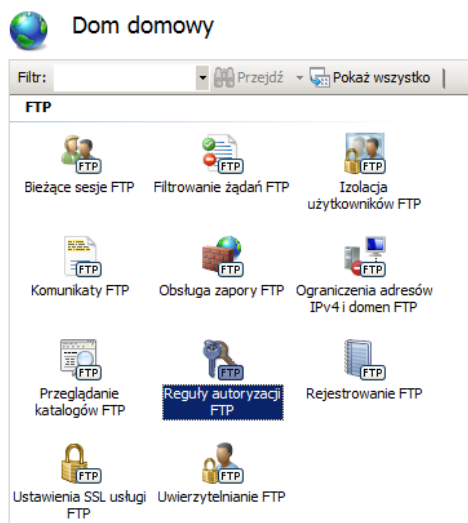 Dom domowy
Filtr: Przejdź Pokaż wszystko
FTP
FTP FTP FTP
Bieżące sesje FTP Filtrowanie żądań FTP Izolacja
użytkowników FTP
FTP FTP FTP
Komunikaty FTP Obsługa zapory FTP Ograniczenia adresów
IPv4 i domen FTP
FTP FTP FTP
Przeglądanie Reguły autoryzacji Rejestrowanie FTP
katalogów FTP FTP
FTP FTP
Ustawienia SSL usługi Uwierzytelnianie FTP
FTP